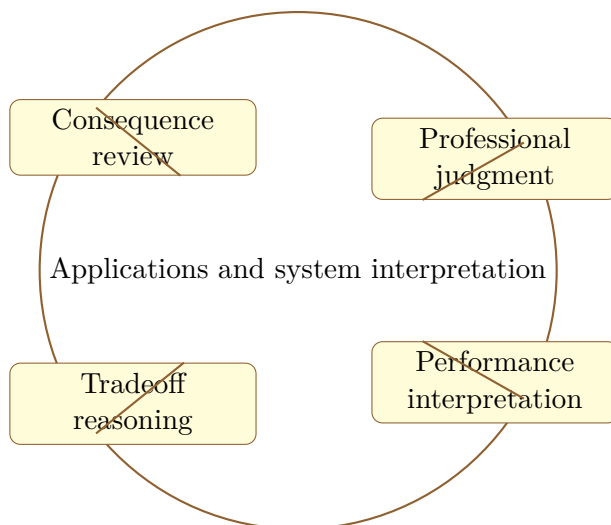 Consequence
review
Professional
judgment
Applications and system interpretation
Tradeoff
reasoning
Performance
interpretation